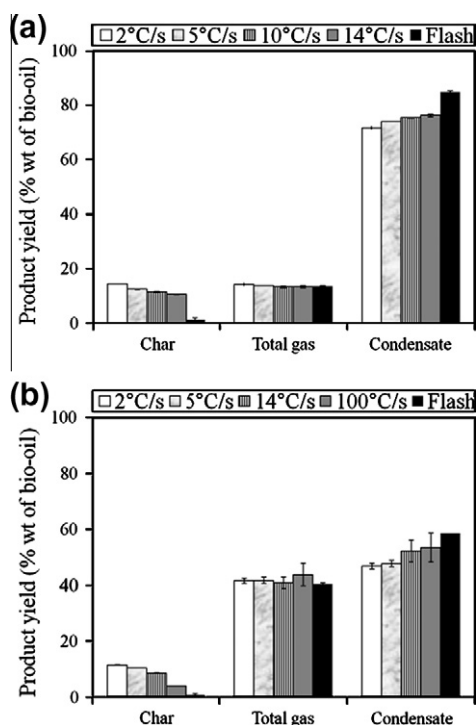 (a)
2°C/s 5°C/s 10°C/s 14°C/s Flash
Product yield (% wt of bio-oil)
100
80
60
40
20
0
Char Total gas Condensate
(b)
2°C/s 5°C/s 14°C/s 100°C/s Flash
Product yield (% wt of bio-oil)
100
80
60
40
20
0
Char Total gas Condensate